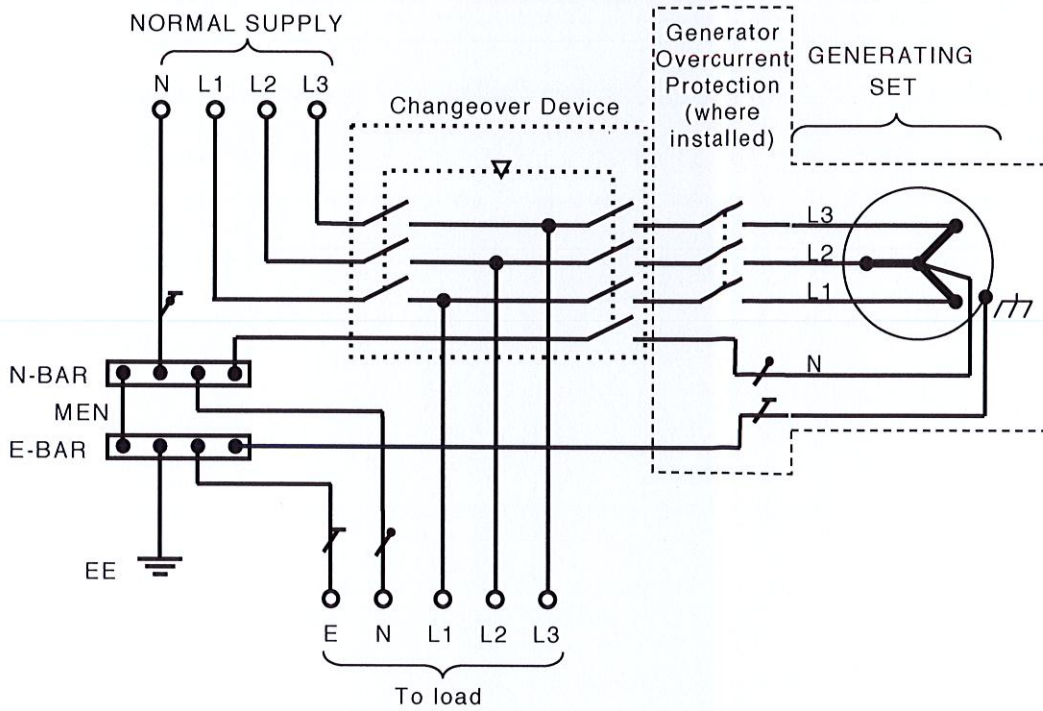 NORMAL SUPPLY
N L1 L2 L3
Changeover Device
Generator
Overcurrent
Protection
(where
installed)
GENERATING
SET
L3
L2
L1
N
N-BAR
MEN
E-BAR
EE
E N L1 L2 L3
To load